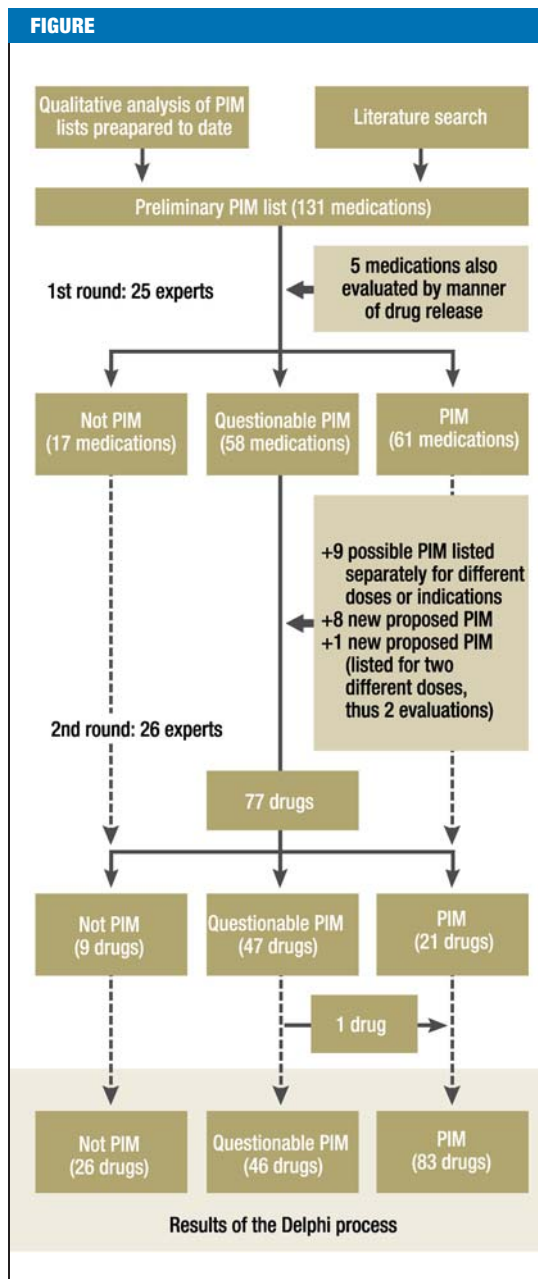 FIGURE
Qualitative analysis of PIM
lists preapared to date
Literature search
Preliminary PIM list (131 medications)
1st round: 25 experts
5 medications also
evaluated by manner
of drug release
Not PIM
(17 medications)
Questionable PIM
(58 medications)
PIM
(61 medications)
+9 possible PIM listed
separately for different
doses or indications
+8 new proposed PIM
+1 new proposed PIM
(listed for two
different doses,
thus 2 evaluations)
2nd round: 26 experts
77 drugs
Not PIM
(9 drugs)
Questionable PIM
(47 drugs)
PIM
(21 drugs)
1 drug
Not PIM
(26 drugs)
Questionable PIM
(46 drugs)
PIM
(83 drugs)
Results of the Delphi process